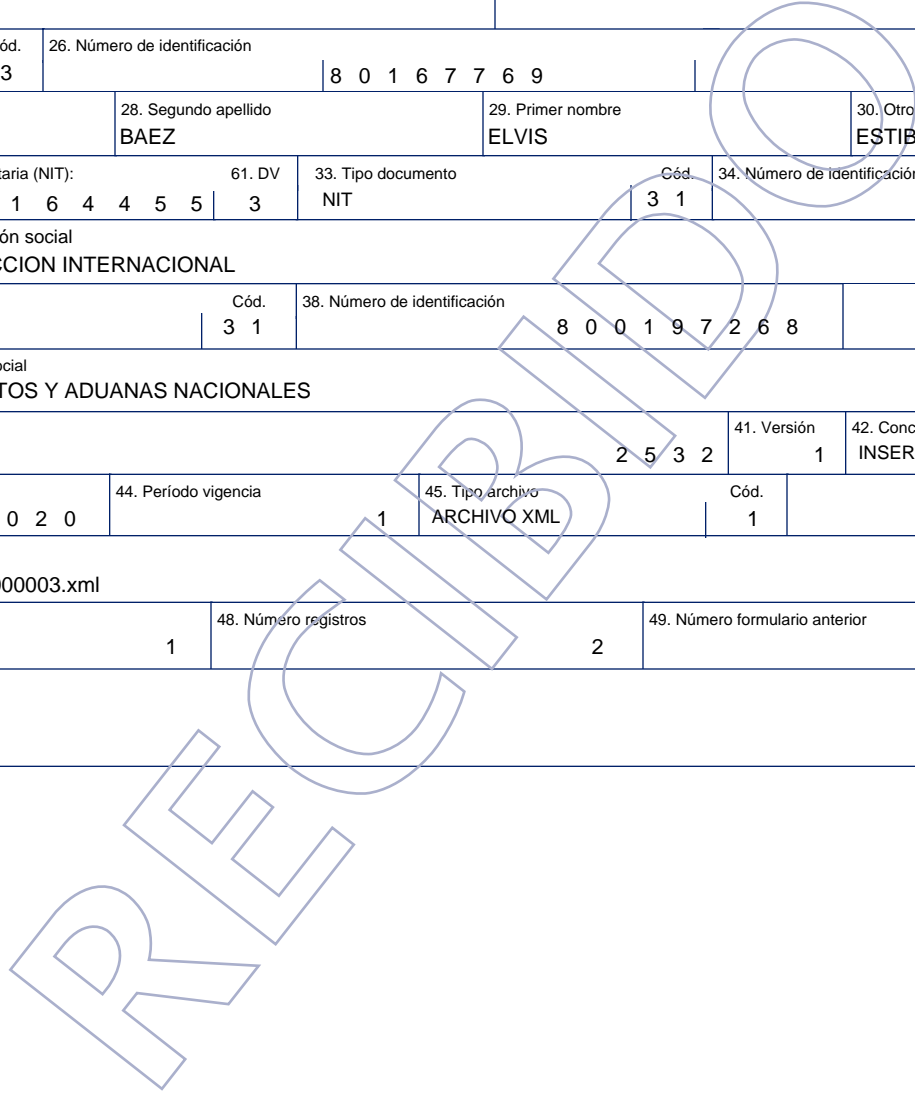 ód. 26. Número de identificación
3 8 0 1 6 7 7 6 9
28. Segundo apellido 29. Primer nombre 30. Otro
BAEZ ELVIS ESTIB
taria (NIT): 61. DV 33. Tipo documento Cód. 34. Número de identificación
1 6 4 4 5 5 3 NIT 3 1
ón social
CCION INTERNACIONAL
Cód. 38. Número de identificación
3 1 8 0 0 1 9 7 2 6 8
ocial
TOS Y ADUANAS NACIONALES
41. Versión 42. Conc
2 5 3 2 1 INSER
44. Período vigencia 45. Tipo archivo Cód.
0 2 0 1 ARCHIVO XML 1
000003.xml
48. Número registros 49. Número formulario anterior
1 2
RECIBIDO